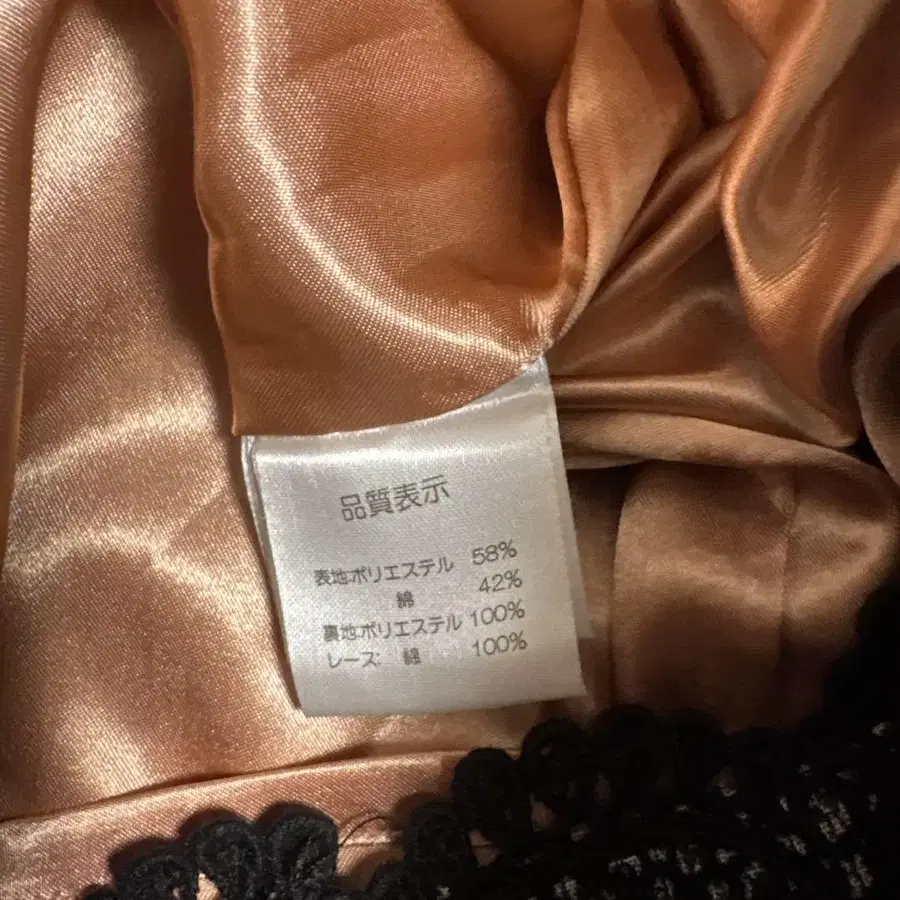 品質表示
表地:ポリエステル 58%
綿 42%
裏地:ポリエステル 100%
レース: 綿 100%